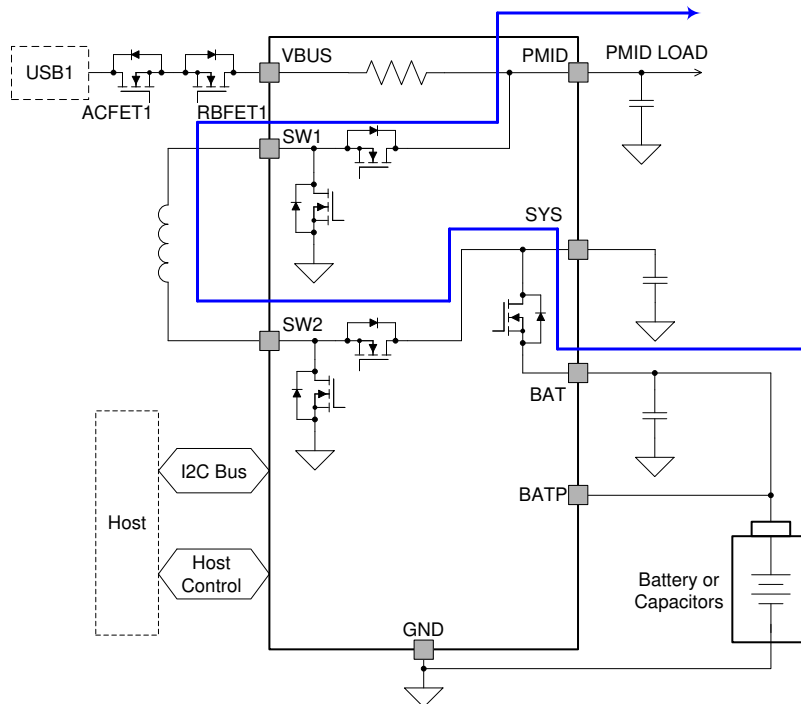 USB1
ACFET1
RBFET1
VBUS
PMID
PMID LOAD
SW1
SYS
SW2
BAT
I2C Bus
BATP
Host
Host
Control
Battery or
Capacitors
GND